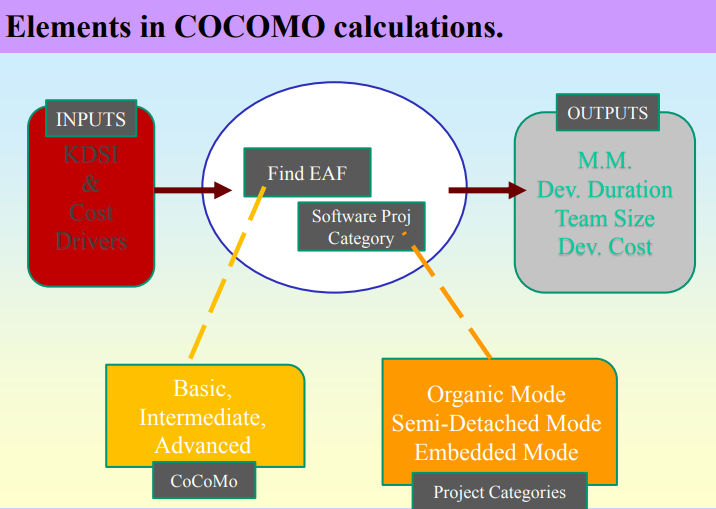 Elements in COCOMO calculations.
INPUTS
KDSI
&
Cost
Drivers
Find EAF
Software Proj
Category
OUTPUTS
M.M.
Dev. Duration
Team Size
Dev. Cost
Basic,
Intermediate,
Advanced
CoCoMo
Organic Mode
Semi-Detached Mode
Embedded Mode
Project Categories